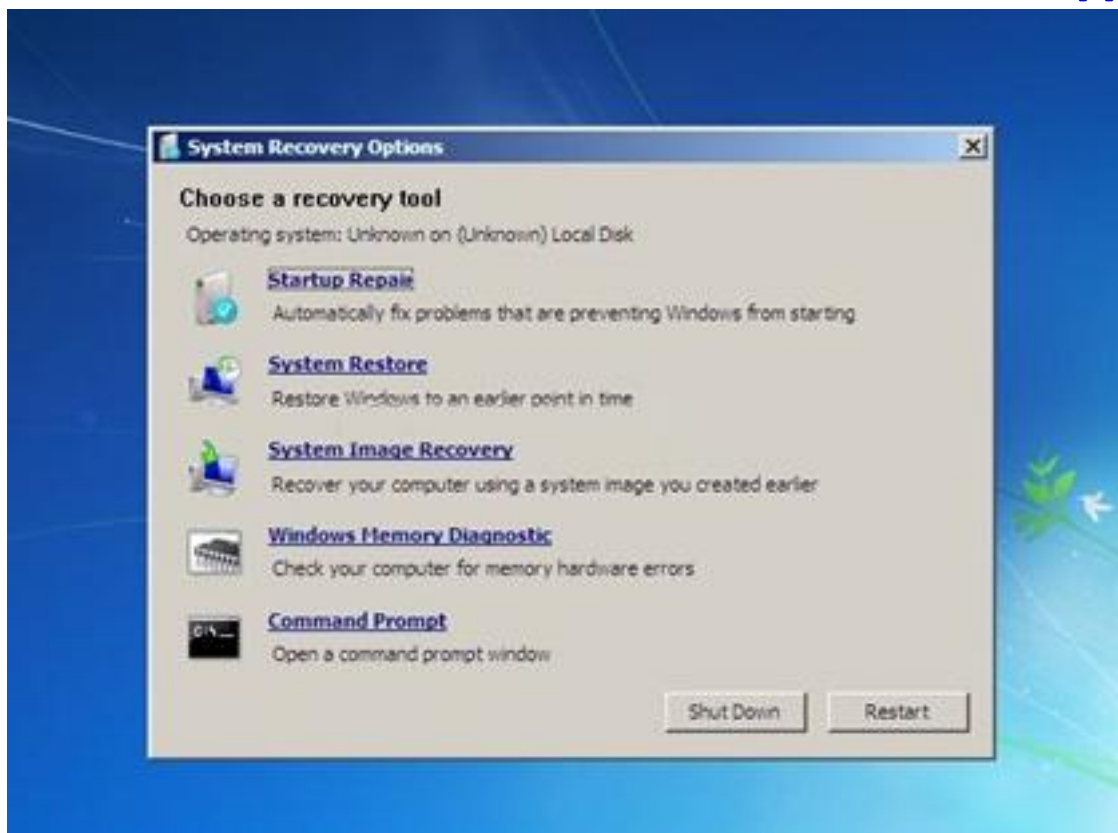 System Recovery Options
Choose a recovery tool
Operating system: Unknown on (Unknown) Local Disk
Startup Repair
Automatically fix problems that are preventing Windows from starting
System Restore
Restore Windows to an earlier point in time
System Image Recovery
Recover your computer using a system image you created earlier
Windows Memory Diagnostic
Check your computer for memory hardware errors
Command Prompt
Open a command prompt window
Shut Down Restart